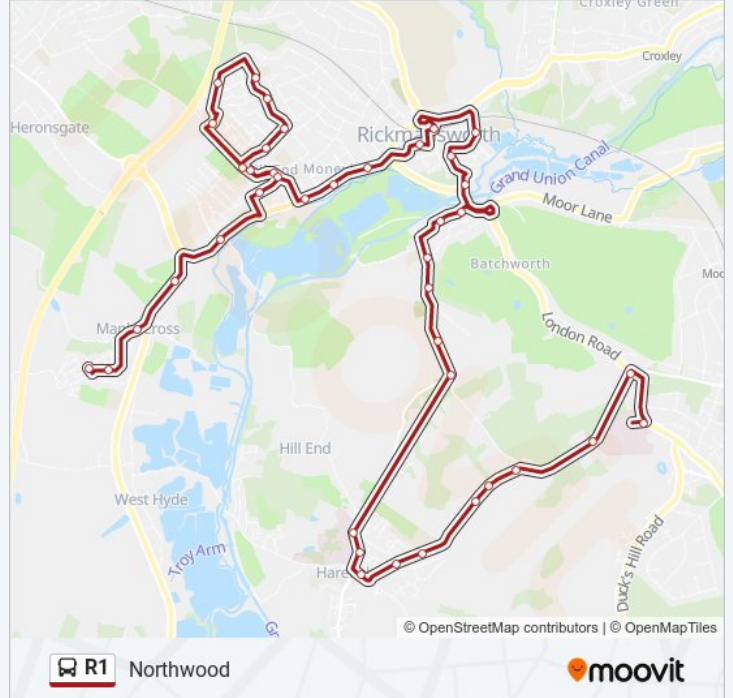 Croxley Green
Croxley
Heronsgate
Rickmansworth
Grand Union Canal
Moor Lane
Batchworth
London Road
Hill End
West Hyde
Troy Arm
Duck's Hill Road
© OpenStreetMap contributors | © OpenMapTiles
R1 Northwood
moovit